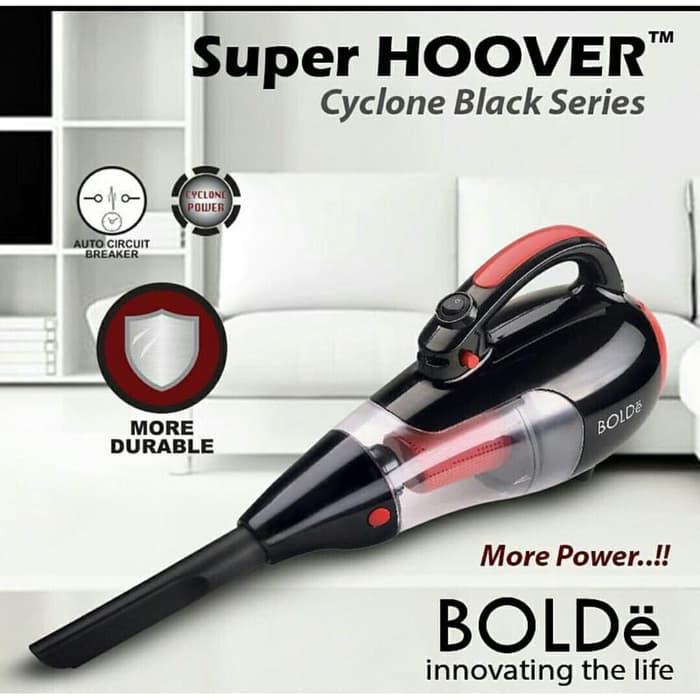 Super HOOVER™
Cyclone Black Series
AUTO CIRCUIT
BREAKER
CYCLONE
POWER
MORE
DURABLE
BOLDë
More Power..!!
BOLDë
innovating the life